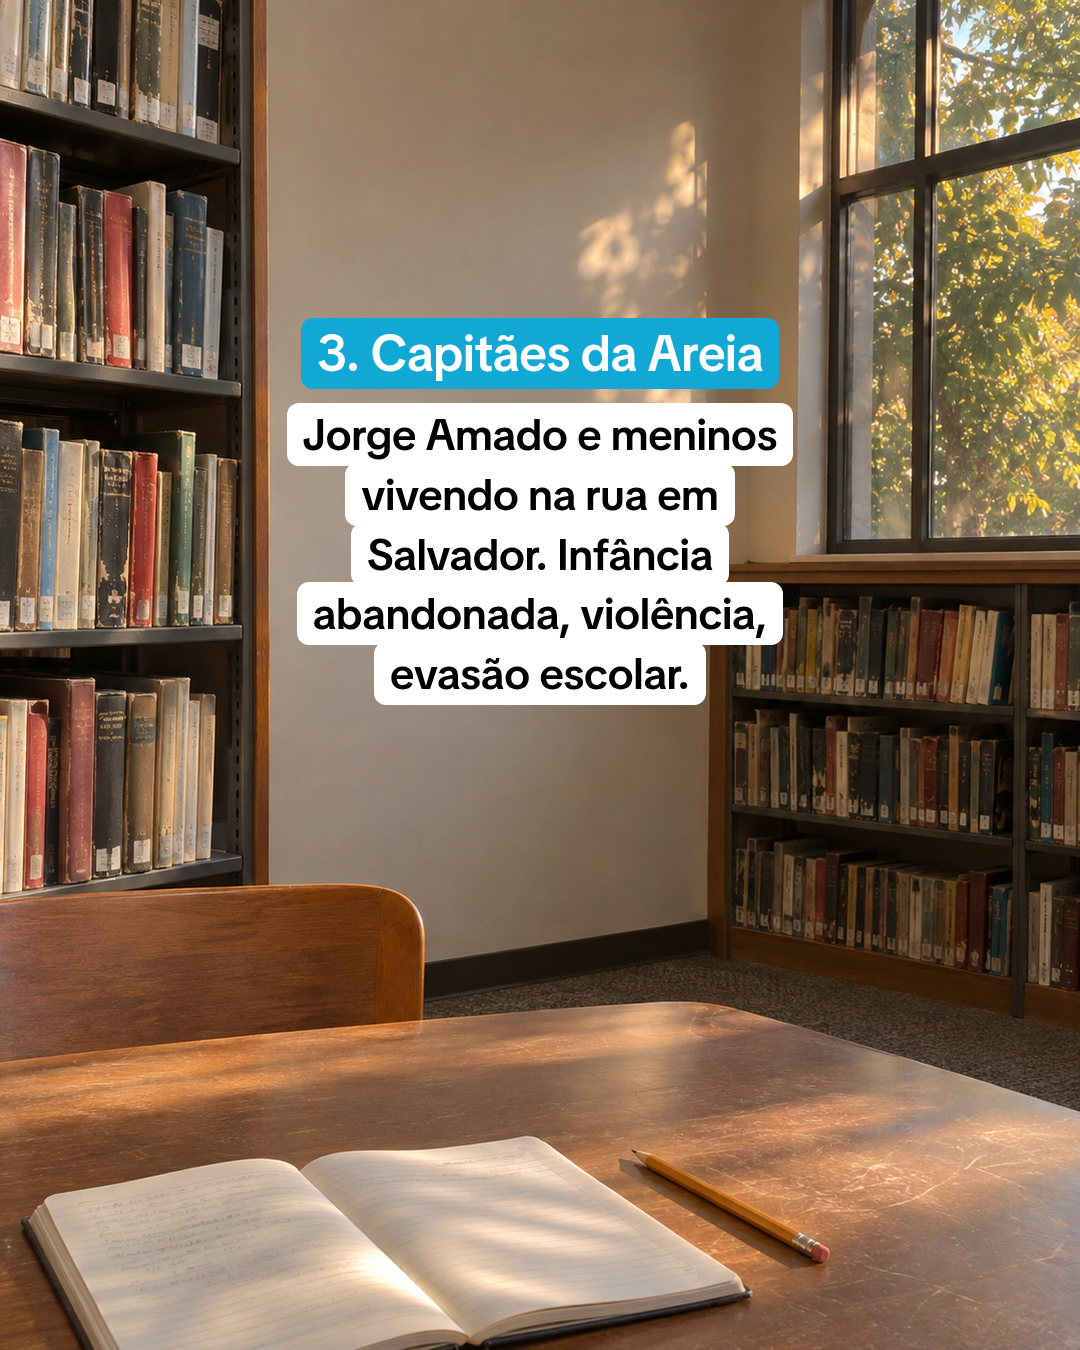 3. Capitães da Areia
Jorge Amado e meninos
vivendo na rua em
Salvador. Infância
abandonada, violência,
evasão escolar.